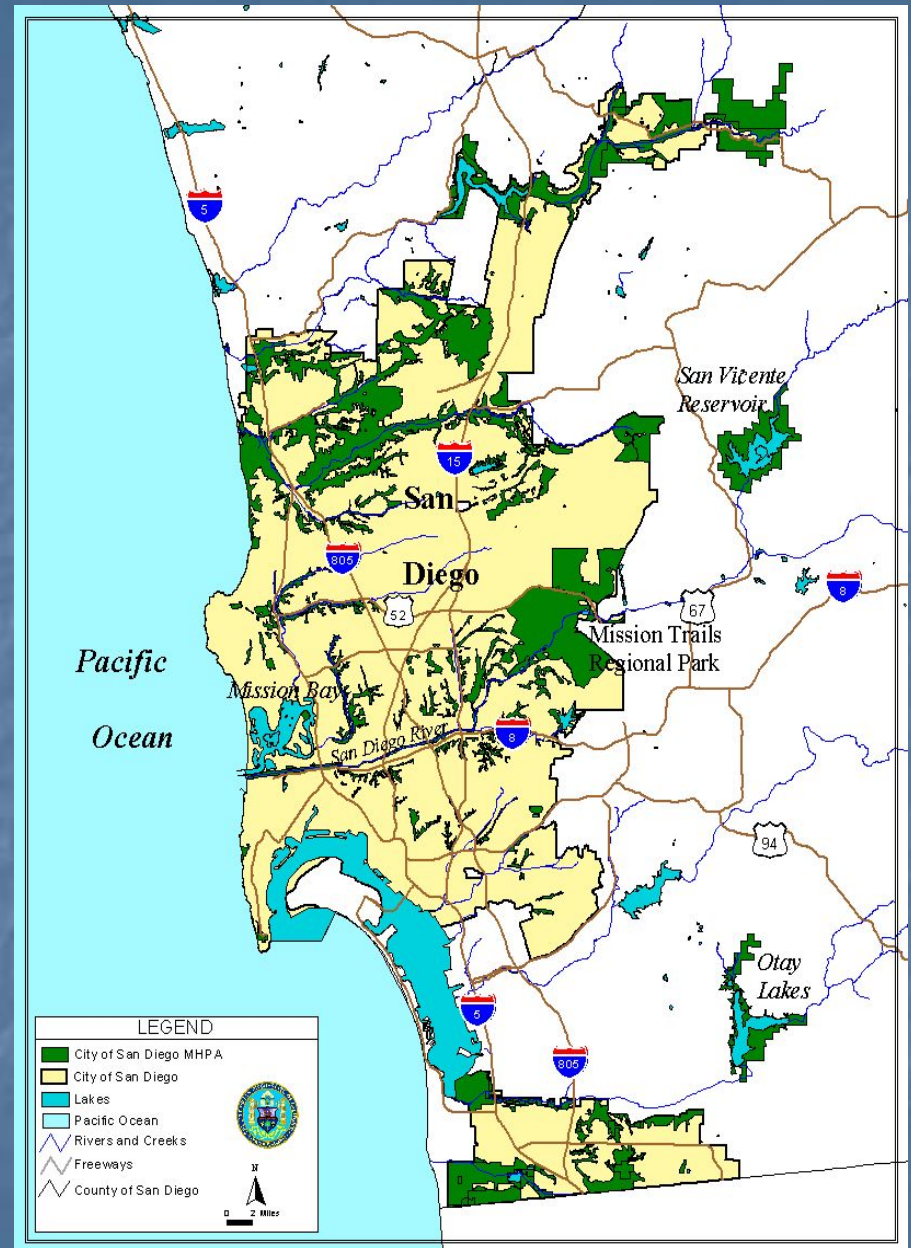 5
San Vicente
Reservoir
15
San
805
Diego
8
52
67
Mission Trails
Regional Park
Pacific
Ocean
Mission Bay
San Diego River
8
94
Otay
Lakes
5
805
LEGEND
City of San Diego MHPA
City of San Diego
Lakes
Pacific Ocean
Rivers and Creeks
Freeways
County of San Diego
N
0 2 Miles